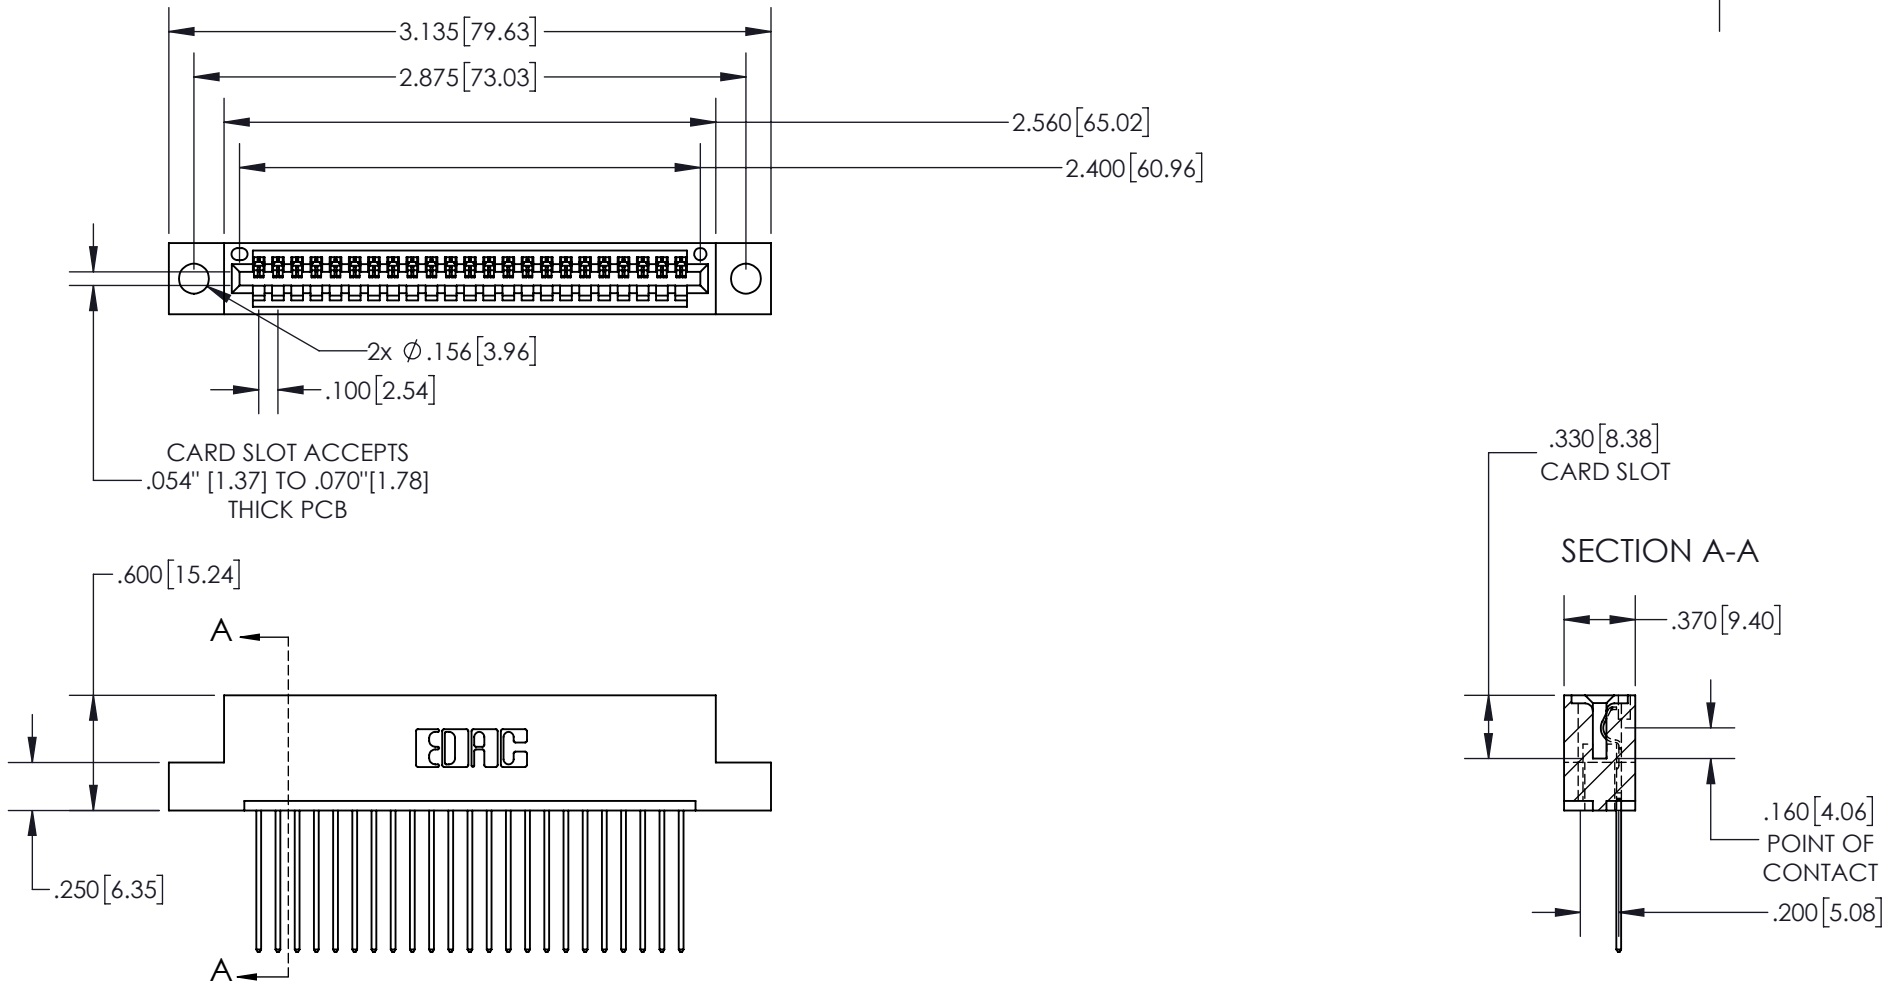 3.135[79.63]
2.875[73.03]
2.560[65.02]
2.400[60.96]
2x Ø.156[3.96]
.100[2.54]
CARD SLOT ACCEPTS
.054" [1.37] TO .070"[1.78]
THICK PCB
.330[8.38]
CARD SLOT
SECTION A-A
.600[15.24]
A
.370[9.40]
EDAC
.160[4.06]
POINT OF
CONTACT
.250[6.35]
.200[5.08]
A